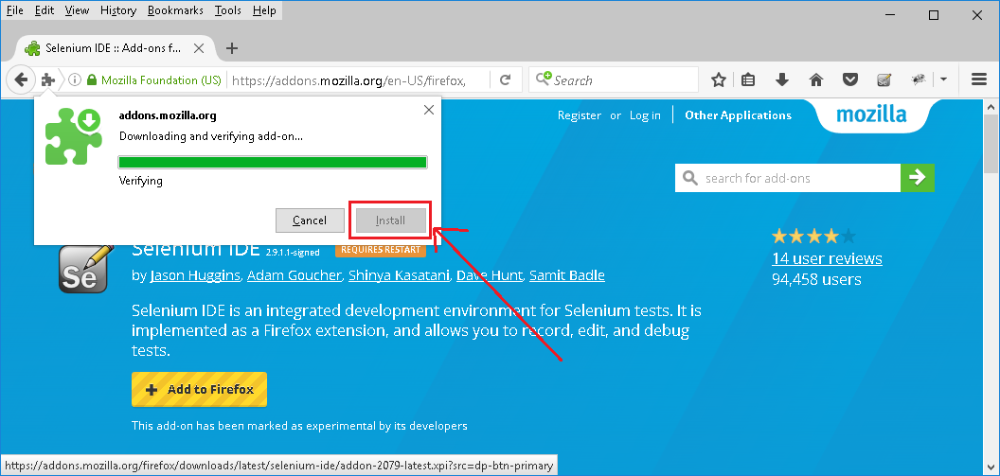 File Edit View History Bookmarks Tools Help
Selenium IDE :: Add-ons f...
Mozilla Foundation (US) https://addons.mozilla.org/en-US/firefox, Search
addons.mozilla.org
Downloading and verifying add-on...
Verifying
Cancel Install
Register or Log in Other Applications mozilla
search for add-ons
Se
Selenium IDE 2.9.1.1-signed REQUIRES RESTART
by Jason Huggins, Adam Goucher, Shinya Kasatani, Dave Hunt, Samit Badle
14 user reviews
94,458 users
Selenium IDE is an integrated development environment for Selenium tests. It is
implemented as a Firefox extension, and allows you to record, edit, and debug
tests.
Add to Firefox
This add-on has been marked as experimental by its developers
https://addons.mozilla.org/firefox/downloads/latest/selenium-ide/addon-2079-latest.xpi?src=dp-btn-primary